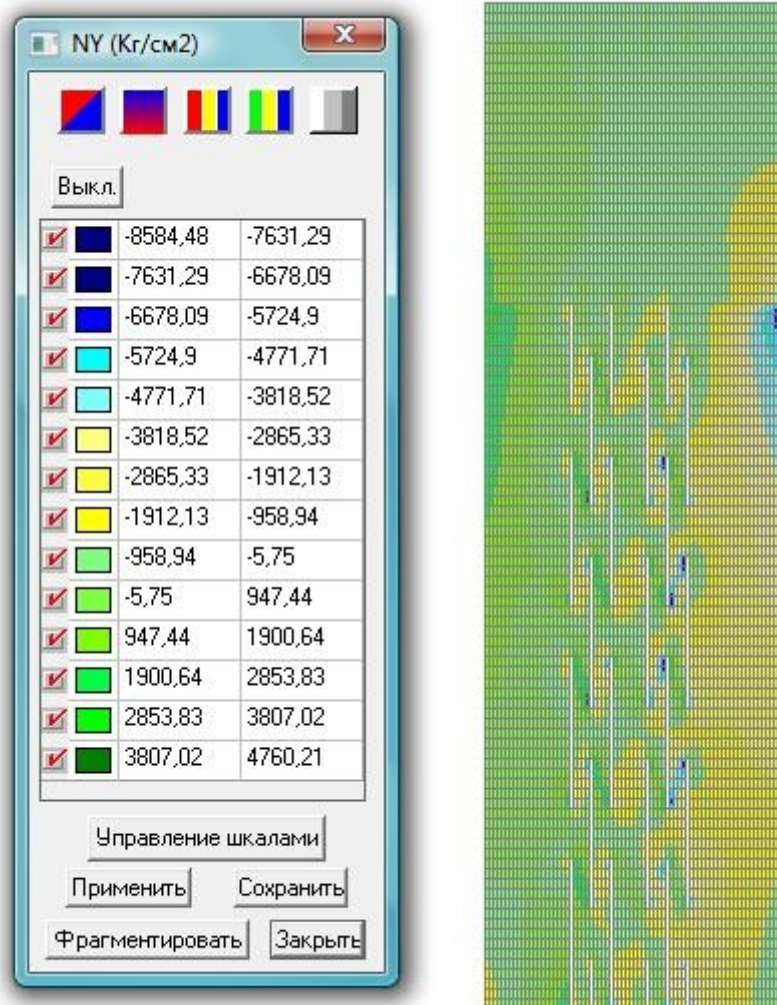 NY (Кг/см2)
Выкл.
-8584,48 -7631,29
-7631,29 -6678,09
-6678,09 -5724,9
-5724,9 -4771,71
-4771,71 -3818,52
-3818,52 -2865,33
-2865,33 -1912,13
-1912,13 -958,94
-958,94 -5,75
-5,75 947,44
947,44 1900,64
1900,64 2853,83
2853,83 3807,02
3807,02 4760,21
Управление шкалами
Применить Сохранить
Фрагментировать Закрыть